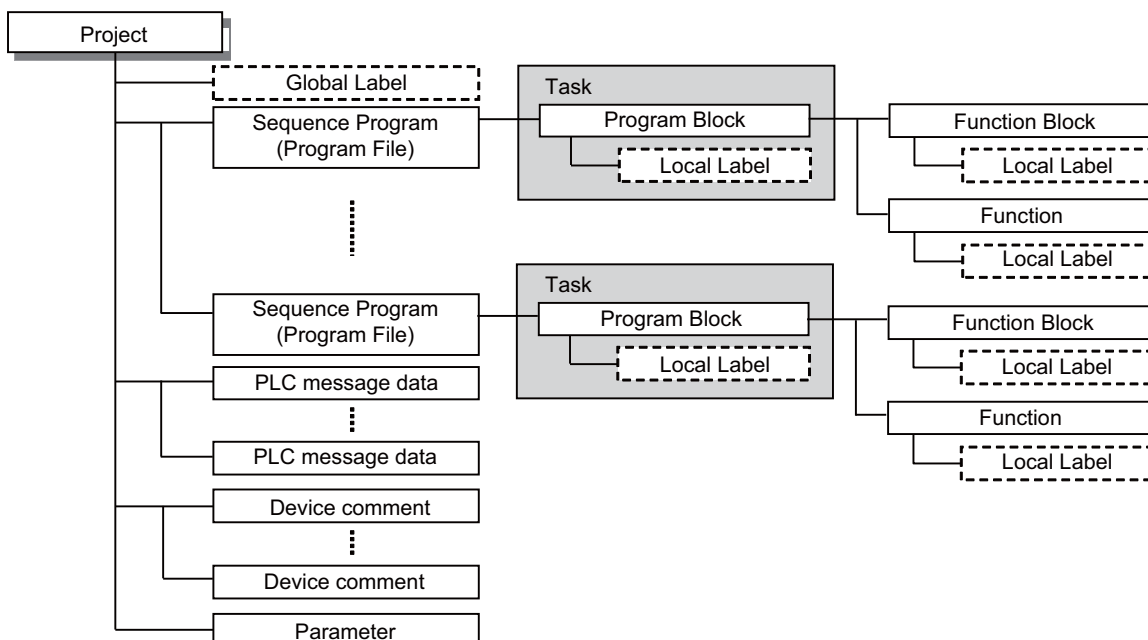 Project
Global Label
Sequence Program
(Program File)
Task
Program Block
Local Label
Function Block
Local Label
Function
Local Label
Sequence Program
(Program File)
Task
Program Block
Local Label
Function Block
Local Label
Function
Local Label
PLC message data
PLC message data
Device comment
Device comment
Parameter